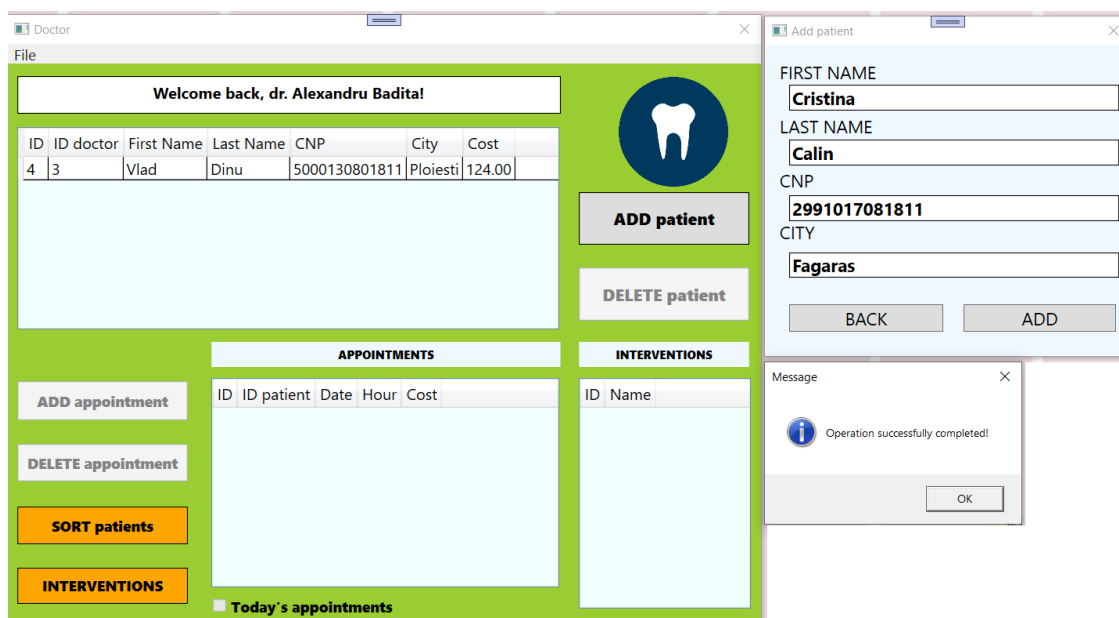 Doctor
File
Welcome back, dr. Alexandru Badita!
ID ID doctor First Name Last Name CNP City Cost
4 3 Vlad Dinu 5000130801811 Ploiesti 124.00
ADD patient
DELETE patient
APPOINTMENTS
INTERVENTIONS
ID ID patient Date Hour Cost
ID Name
ADD appointment
DELETE appointment
SORT patients
INTERVENTIONS
Today's appointments
Add patient
FIRST NAME
Cristina
LAST NAME
Calin
CNP
2991017081811
CITY
Fagaras
BACK ADD
Message
Operation successfully completed!
OK